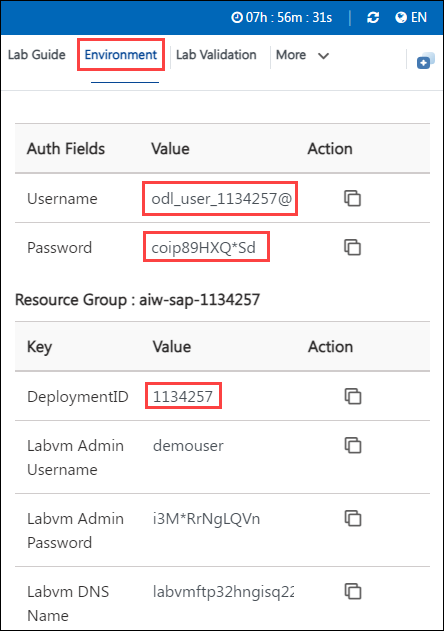 07h : 56m : 31s EN
Lab Guide Environment Lab Validation More
Auth Fields Value Action
Username odl_user_1134257@
Password coip89HXQ*Sd
Resource Group : aiw-sap-1134257
Key Value Action
DeploymentID 1134257
Labvm Admin demouser
Username
Labvm Admin i3M*RrNgLQVn
Password
Labvm DNS labvmftp32hngisq22
Name